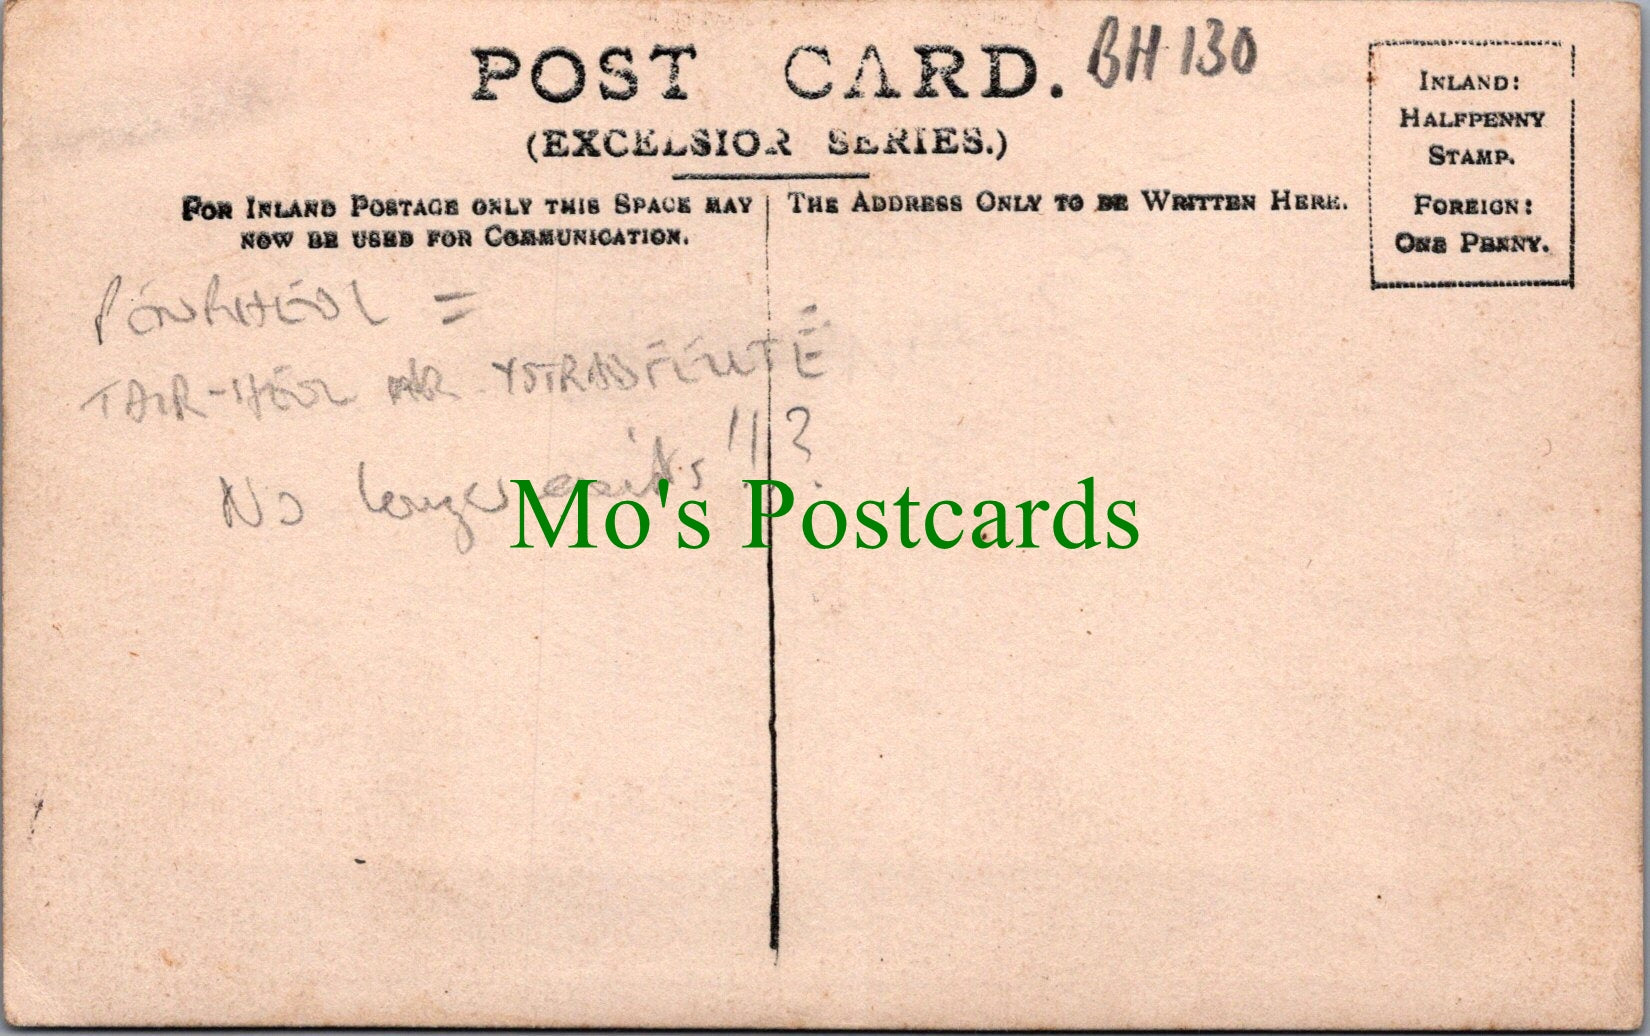 POST CARD.
BH 130
(EXCELSIOR SERIES.)
INLAND:
HALFPENNY
STAMP.
FOREIGN:
ONE PENNY.
FOR INLAND POSTAGE ONLY THIS SPACE MAY
NOW BE USED FOR COMMUNICATION.
THE ADDRESS ONLY TO BE WRITTEN HERE.
PENRHEOL =
TAIR-HEOL YSTRADFELLTE
No longer exists !!?
Mo's Postcards